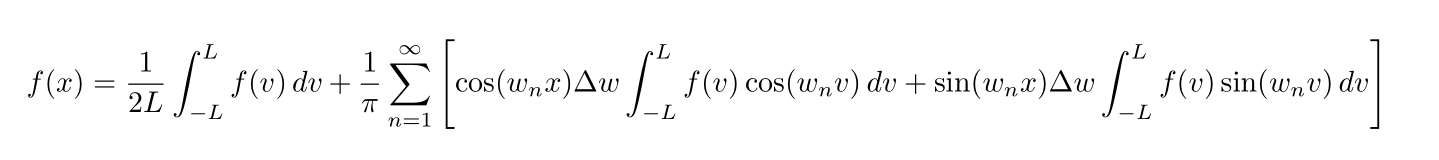 f(x) = \frac{1}{2L} \int_{-L}^{L} f(v) \, dv + \frac{1}{\pi} \sum_{n=1}^{\infty} \left[ \cos(w_n x) \Delta w \int_{-L}^{L} f(v) \cos(w_n v) \, dv + \sin(w_n x) \Delta w \int_{-L}^{L} f(v) \sin(w_n v) \, dv \right]